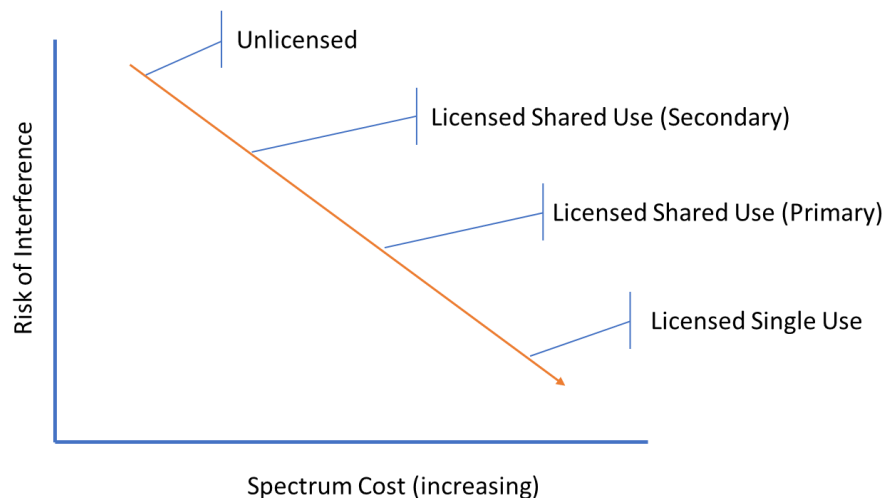 Unlicensed
Licensed Shared Use (Secondary)
Licensed Shared Use (Primary)
Licensed Single Use
Risk of Interference
Spectrum Cost (increasing)